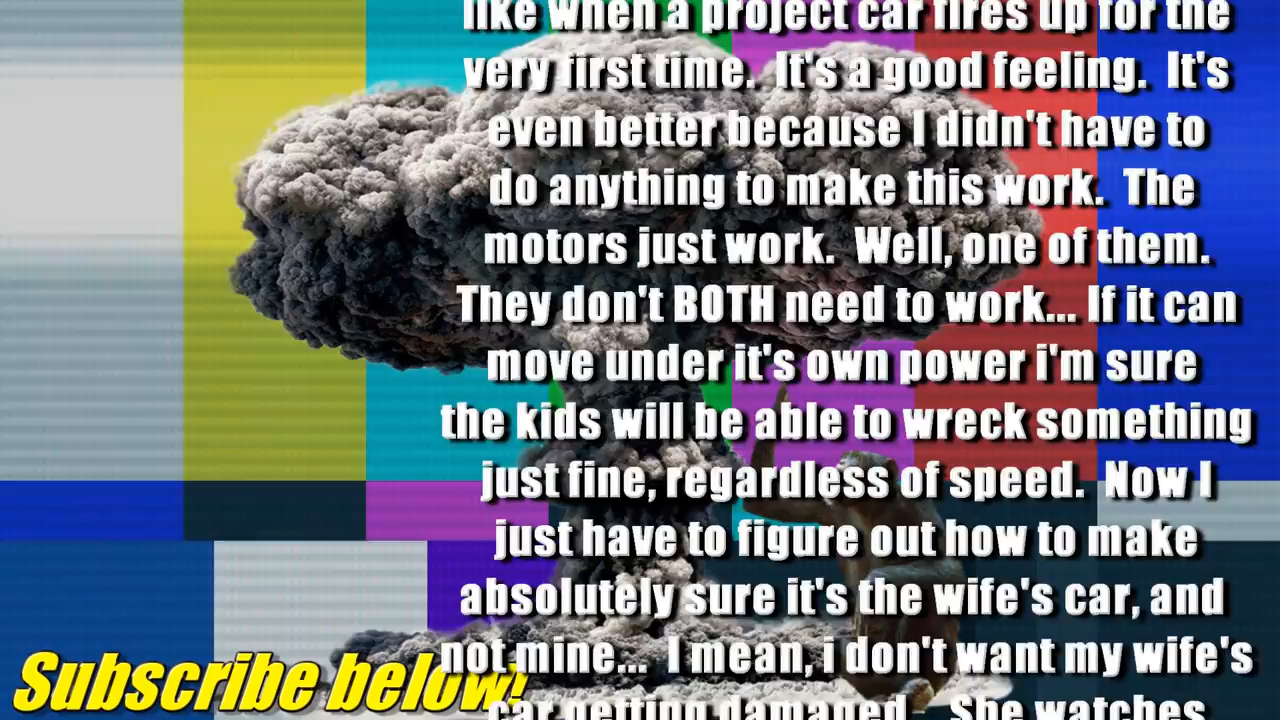 like when a project car fires up for the
very first time.  It's a good feeling.  It's
even better because I didn't have to
do anything to make this work.  The
motors just work.  Well, one of them.
They don't BOTH need to work... If it can
move under it's own power i'm sure
the kids will be able to wreck something
just fine, regardless of speed.  Now I
just have to figure out how to make
absolutely sure it's the wife's car, and
not mine...  I mean, i don't want my wife's
car getting damaged.   She watches
Subscribe below!